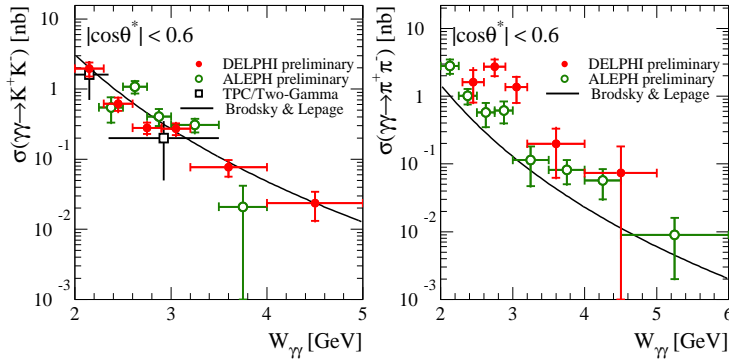 σ(γγ→K⁺K⁻) [nb]
10
1
10⁻¹
10⁻²
10⁻³
|cosθ*| < 0.6
DELPHI preliminary
ALEPH preliminary
TPC/Two-Gamma
Brodsky & Lepage
2 3 4 5
W_γγ [GeV]
σ(γγ→π⁺π⁻) [nb]
10
1
10⁻¹
10⁻²
10⁻³
|cosθ*| < 0.6
DELPHI preliminary
ALEPH preliminary
Brodsky & Lepage
2 3 4 5 6
W_γγ [GeV]